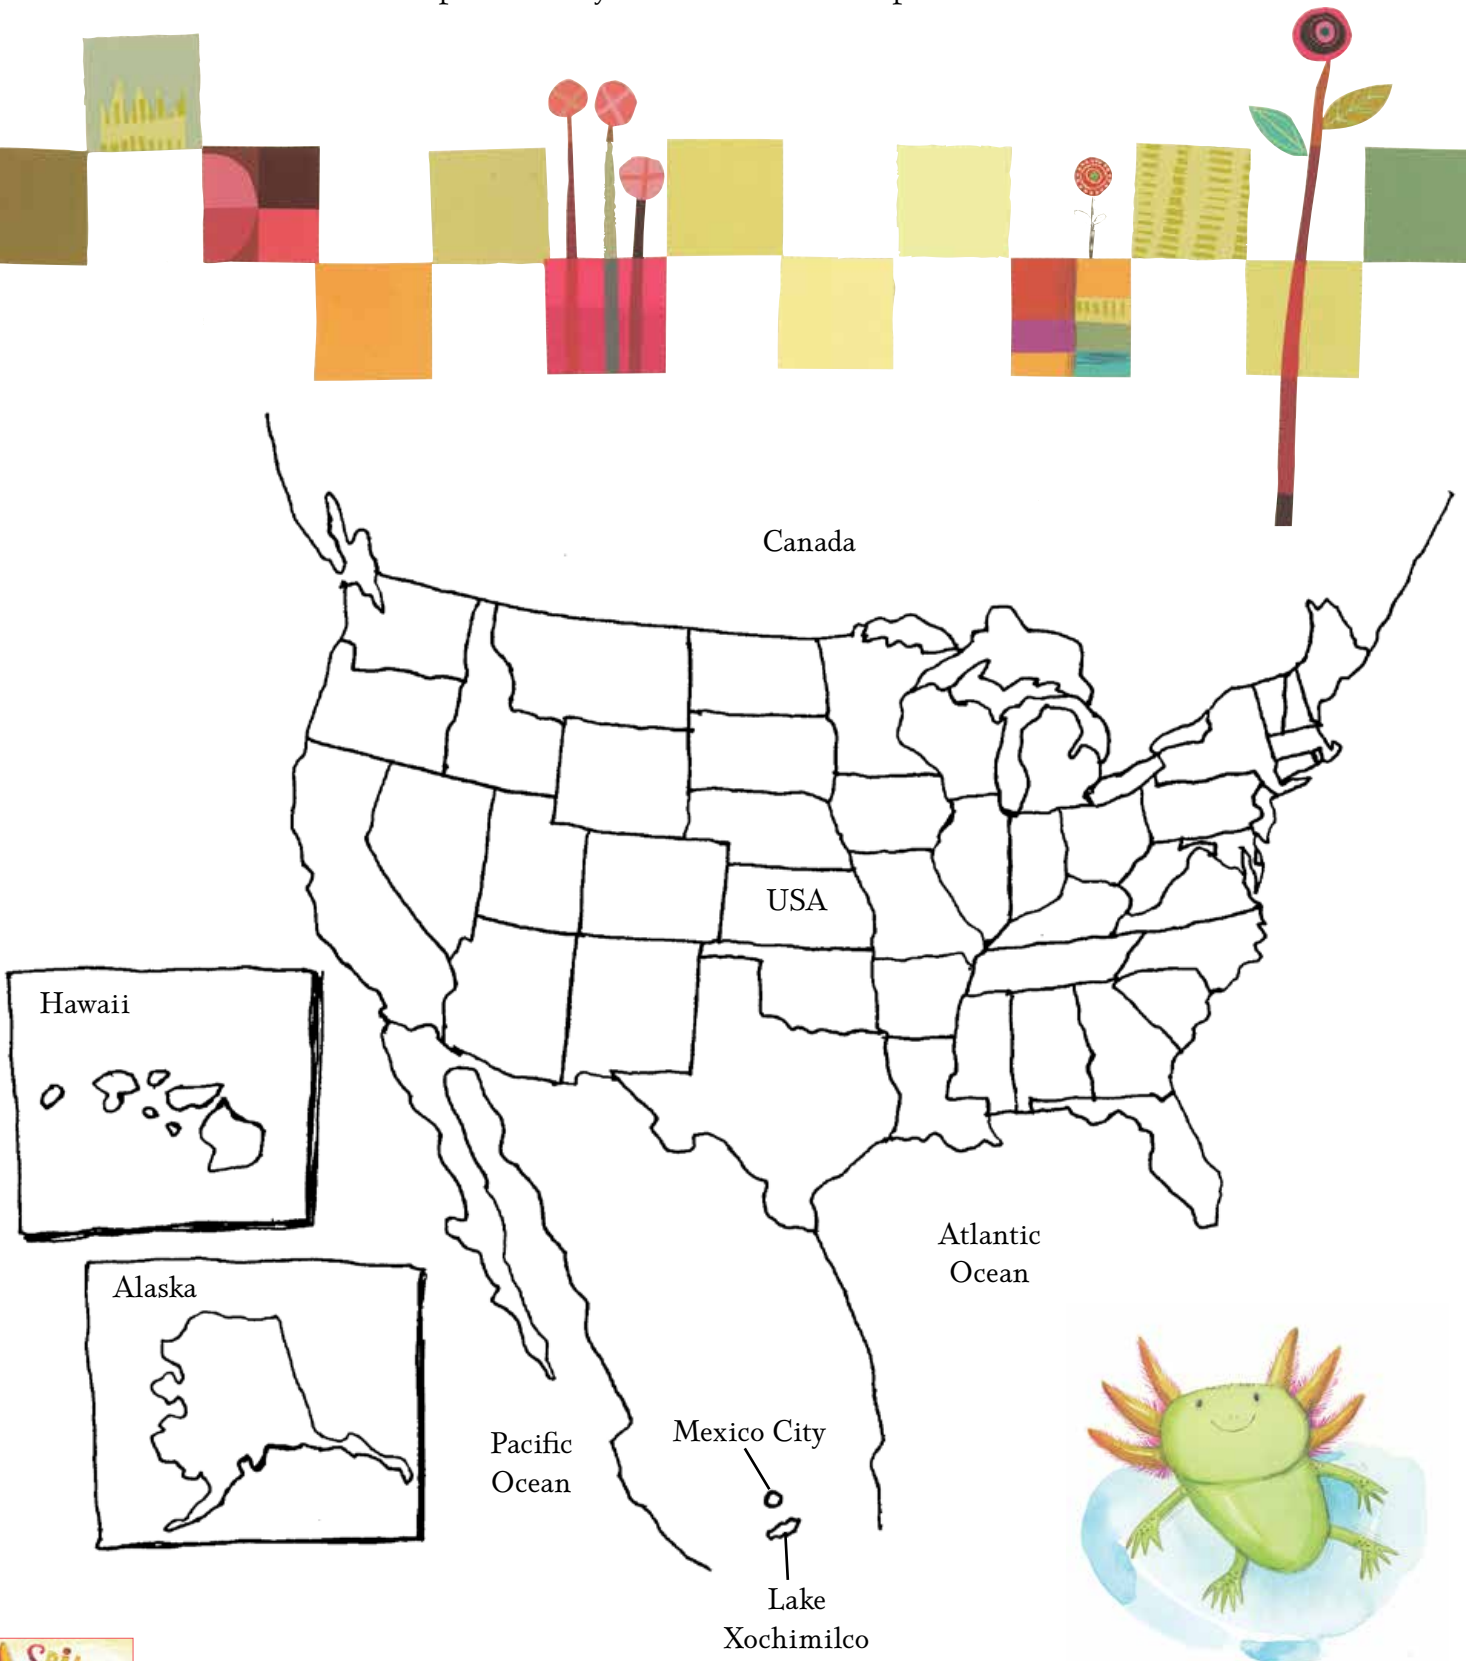 Canada
USA
Hawaii
Atlantic
Ocean
Alaska
Mexico City
Pacific
Ocean
Lake
Xochimilco